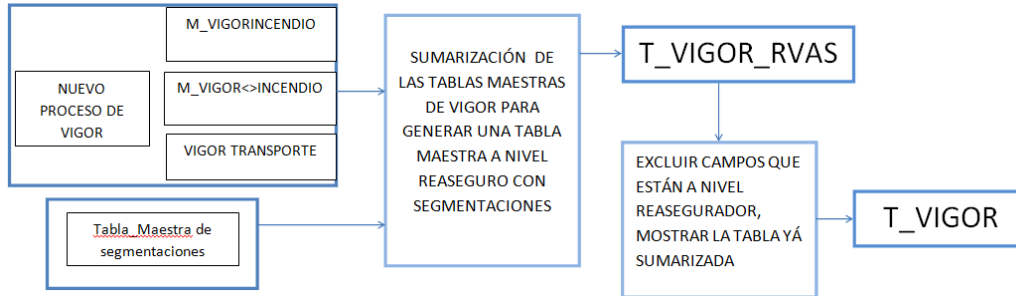 M_VIGORINCENDIO
NUEVO
PROCESO DE
VIGOR
M_VIGOR<>INCENDIO
VIGOR TRANSPORTE
Tabla_Maestra de
segmentaciones
SUMARIZACIÓN DE
LAS TABLAS MAESTRAS
DE VIGOR PARA
GENERAR UNA TABLA
MAESTRA A NIVEL
REASEGURO CON
SEGMENTACIONES
T_VIGOR_RVAS
EXCLUIR CAMPOS QUE
ESTÁN A NIVEL
REASEGURADOR,
MOSTRAR LA TABLA YÁ
SUMARIZADA
T_VIGOR